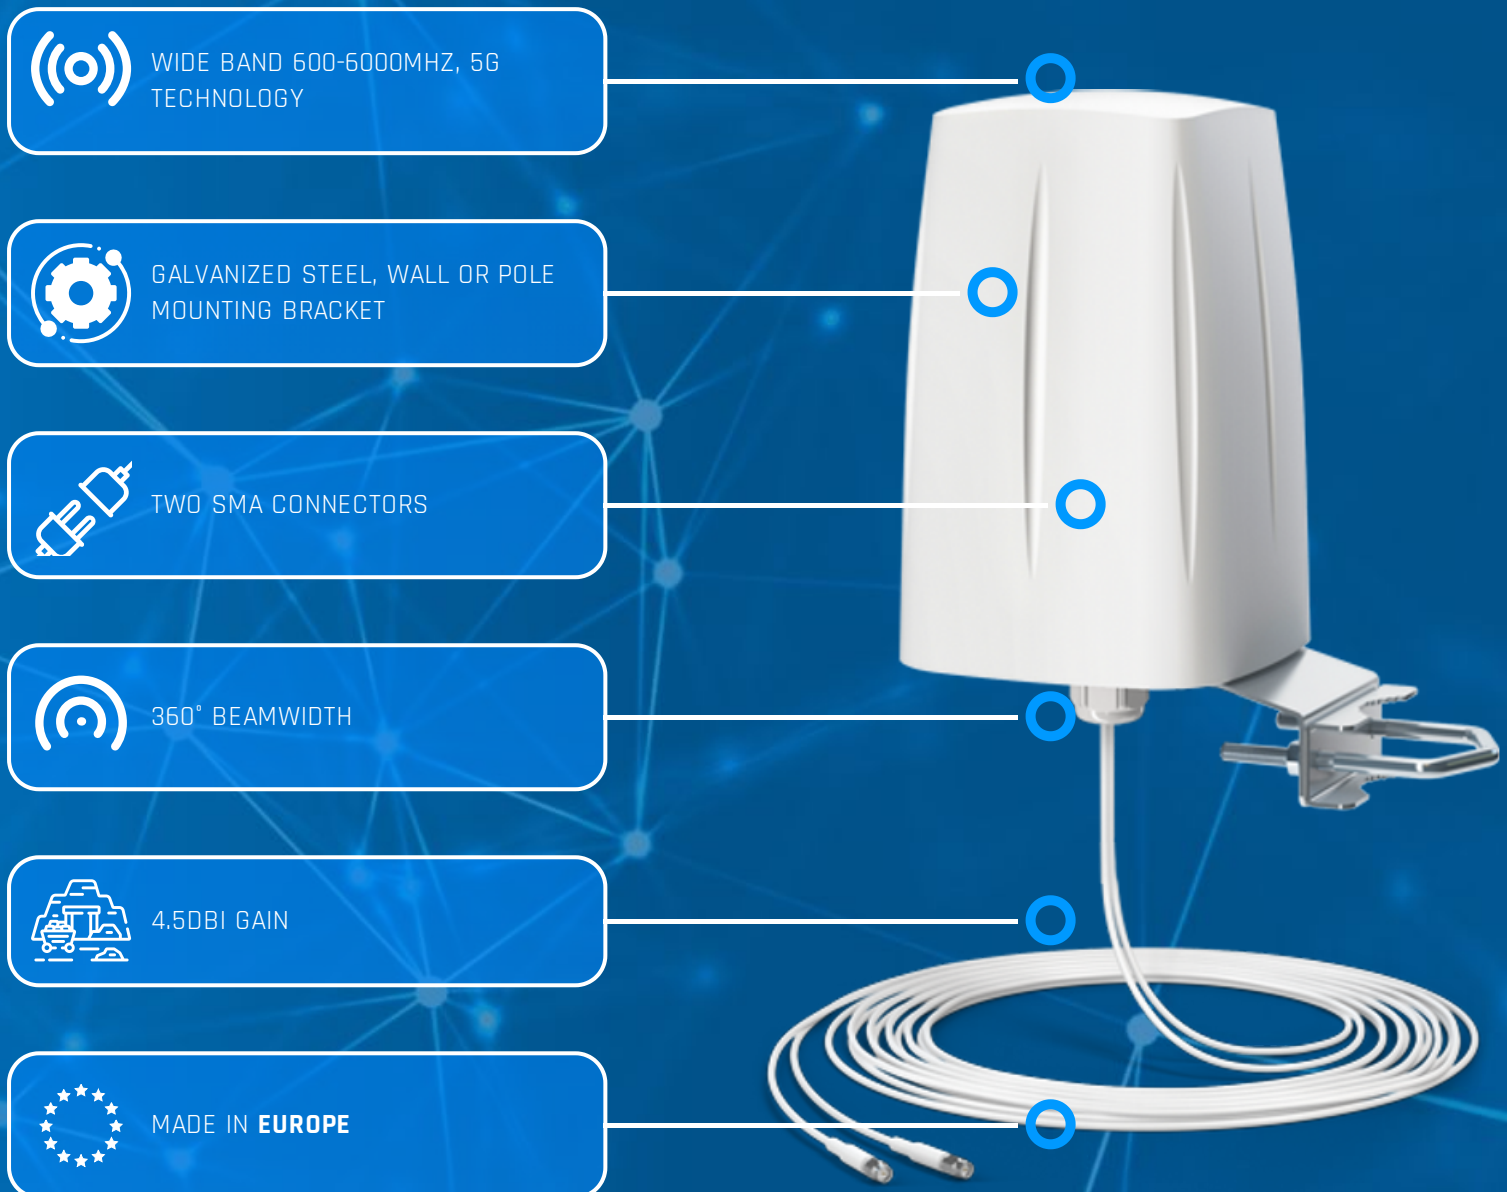 WIDE BAND 600-6000MHZ, 5G
TECHNOLOGY
GALVANIZED STEEL, WALL OR POLE
MOUNTING BRACKET
TWO SMA CONNECTORS
360° BEAMWIDTH
4.5DBI GAIN
MADE IN EUROPE